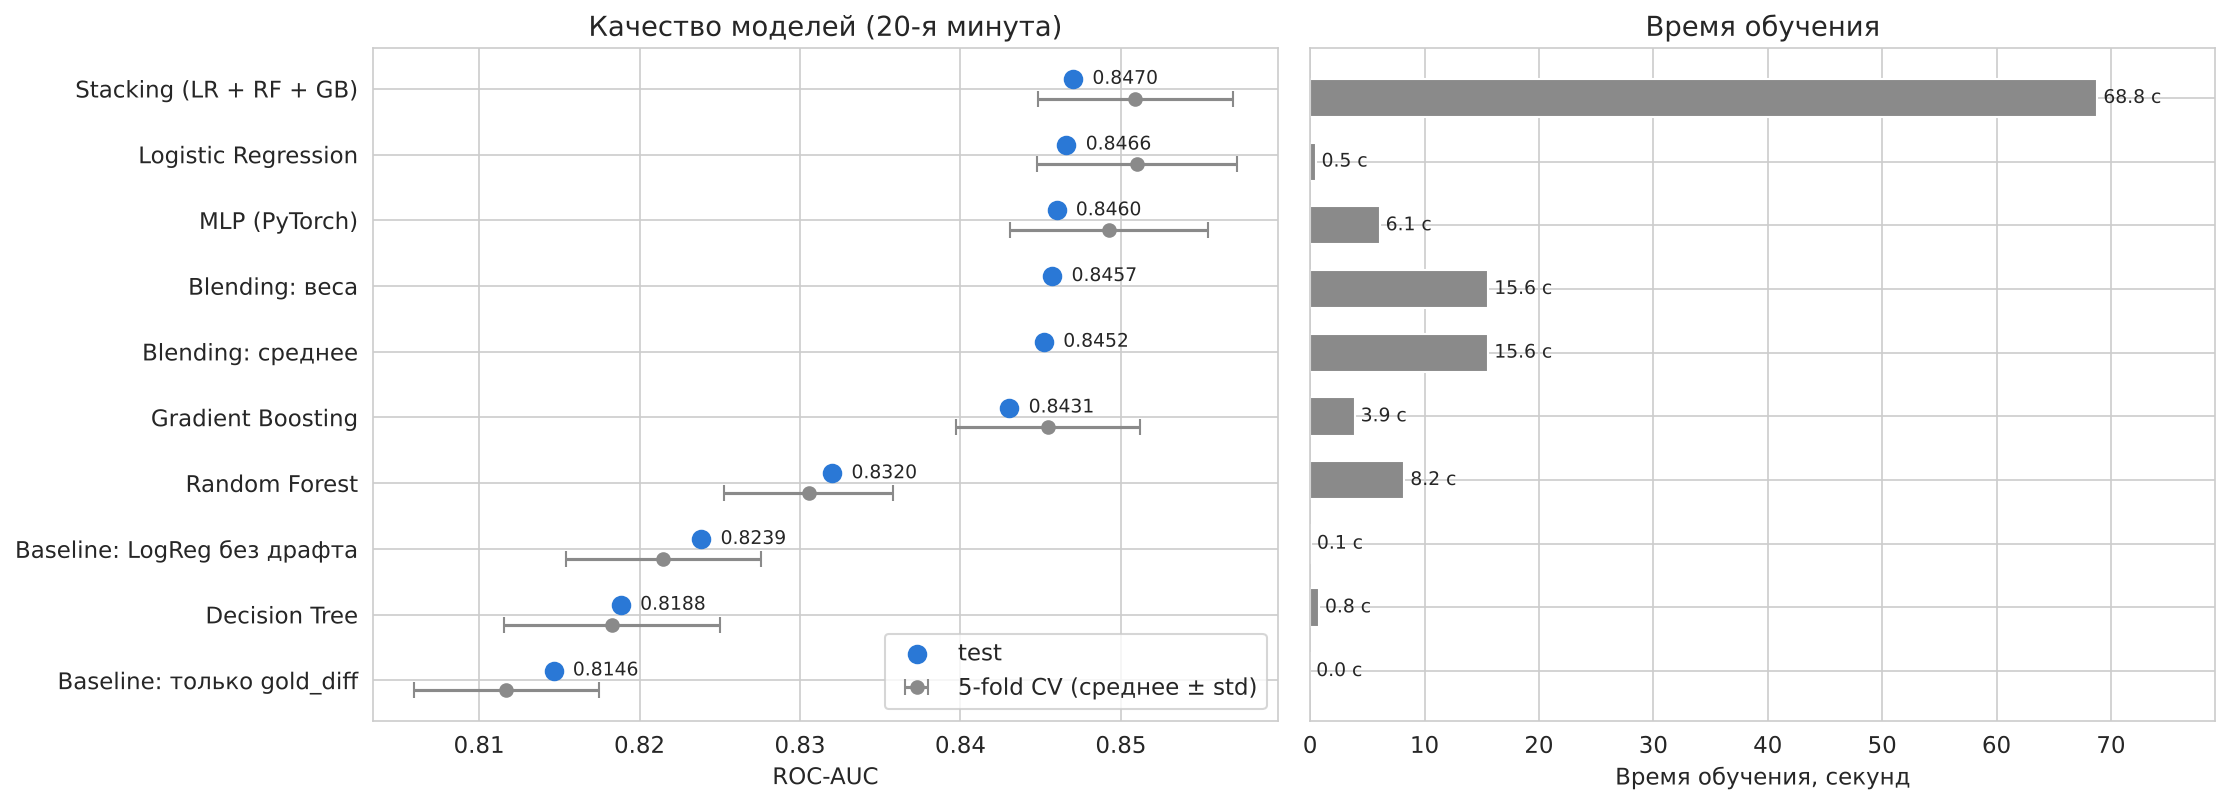 Качество моделей (20-я минута)
Stacking (LR + RF + GB)
0.8470
Logistic Regression
0.8466
MLP (PyTorch)
0.8460
Blending: веса
0.8457
Blending: среднее
0.8452
Gradient Boosting
0.8431
Random Forest
0.8320
Baseline: LogReg без драфта
0.8239
Decision Tree
0.8188
Baseline: только gold_diff
0.8146
test
5-fold CV (среднее ± std)
0.81 0.82 0.83 0.84 0.85
ROC-AUC
Время обучения
68.8 с
0.5 с
6.1 с
15.6 с
15.6 с
3.9 с
8.2 с
0.1 с
0.8 с
0.0 с
0 10 20 30 40 50 60 70
Время обучения, секунд